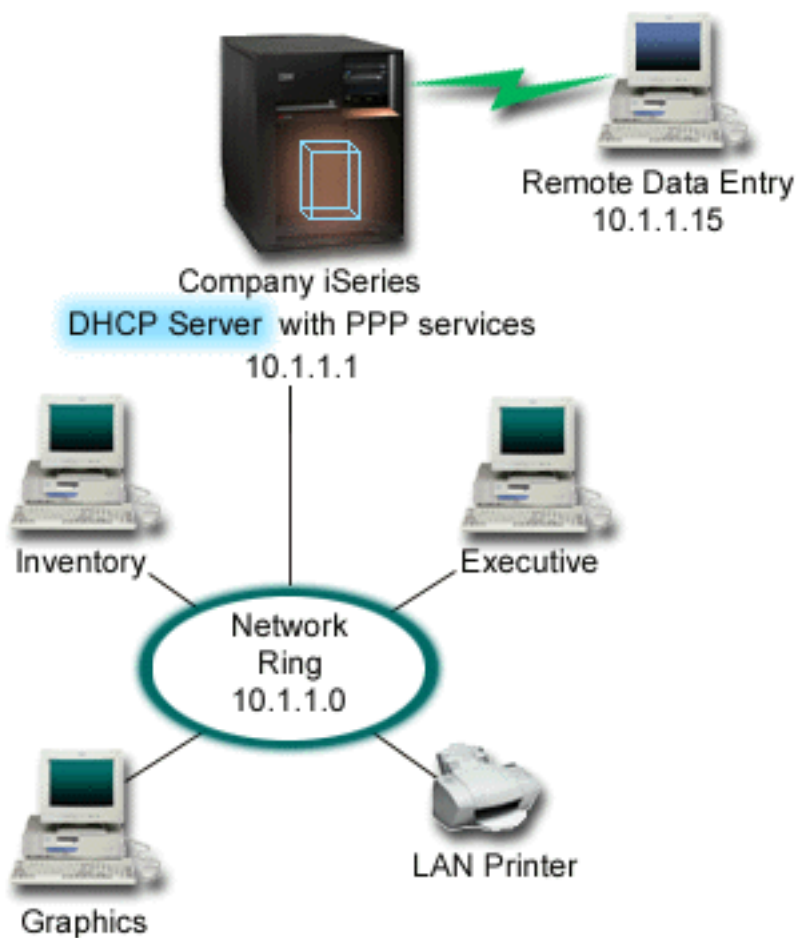 Remote Data Entry
10.1.1.15
Company iSeries
DHCP Server with PPP services
10.1.1.1
Inventory
Executive
Network
Ring
10.1.1.0
LAN Printer
Graphics